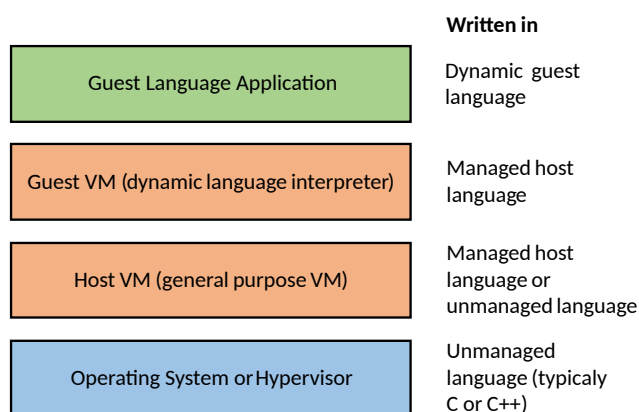 Written in
Guest Language Application
Dynamic guest
language
Guest VM (dynamic language interpreter)
Managed host
language
Host VM (general purpose VM)
Managed host
language or
unmanaged language
Operating System or Hypervisor
Unmanaged
language (typicaly
C or C++)